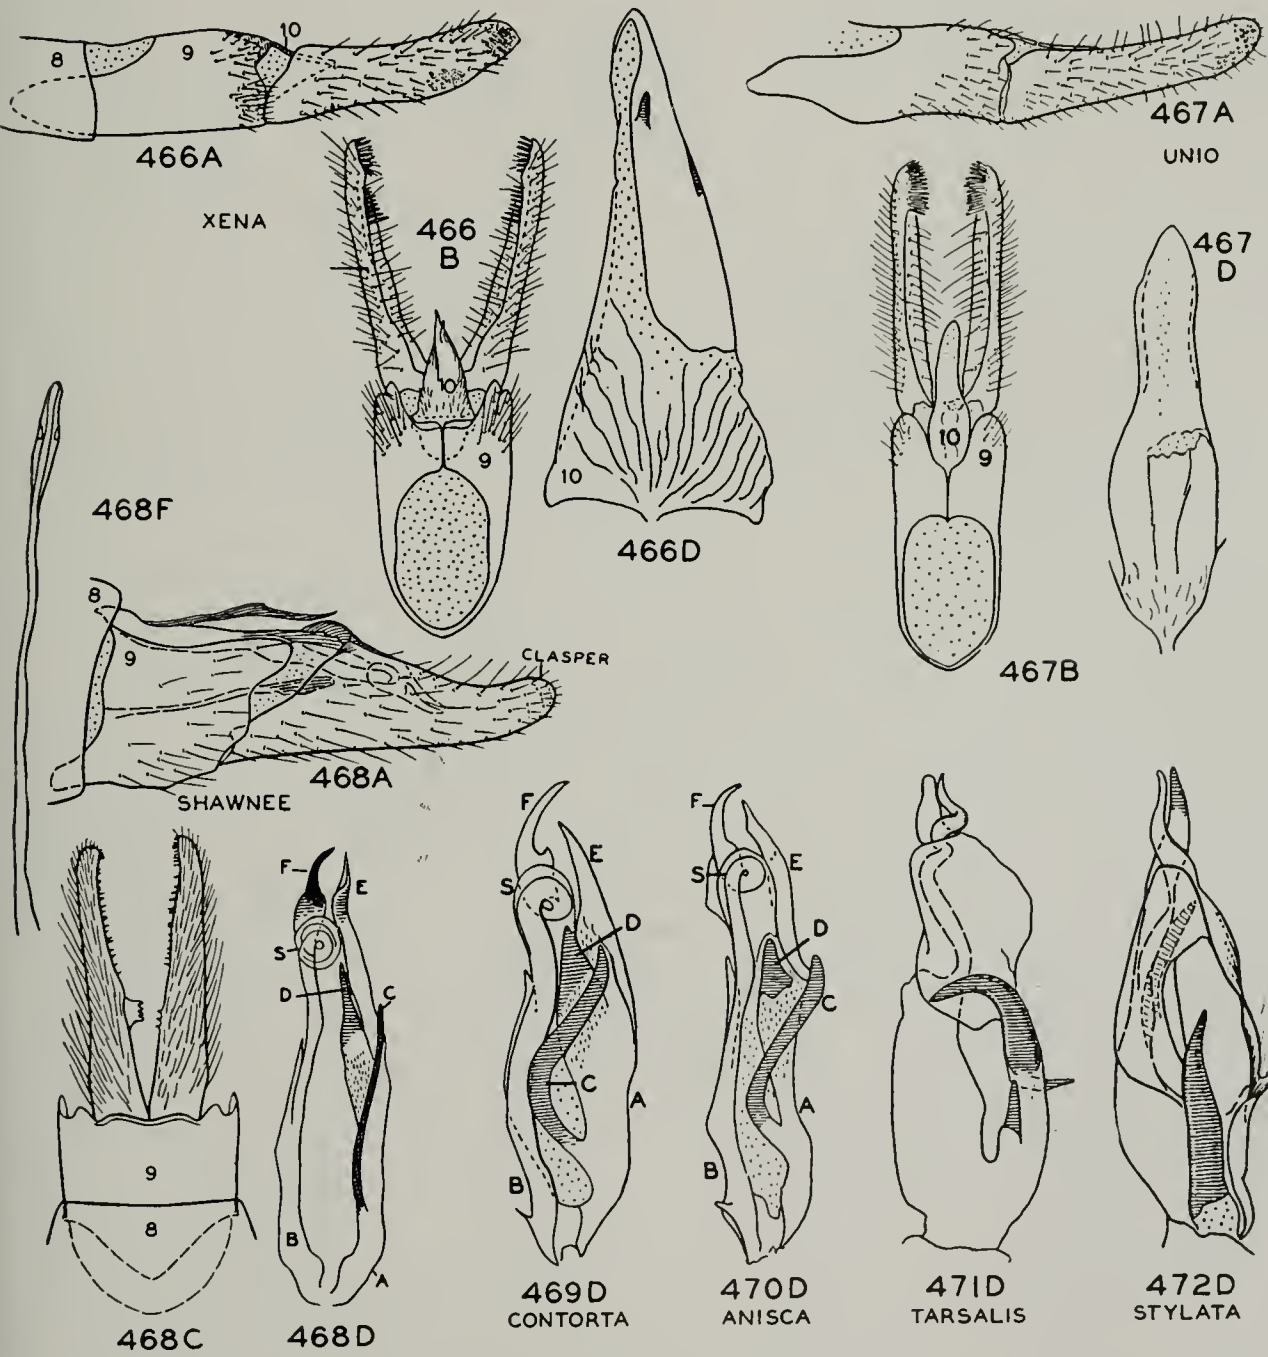 8
9
10
466A
XENA
466
B
10
9
10
466D
467A
UNIO
10
9
467B
467
D
468F
8
9
CLASPER
468A
SHAWNEE
9
8
468C
F
E
S
D
C
B
A
468D
F
E
S
D
C
A
B
469D
CONTORTA
F
E
S
D
C
A
B
470D
ANISCA
471D
TARSALIS
472D
STYLATA